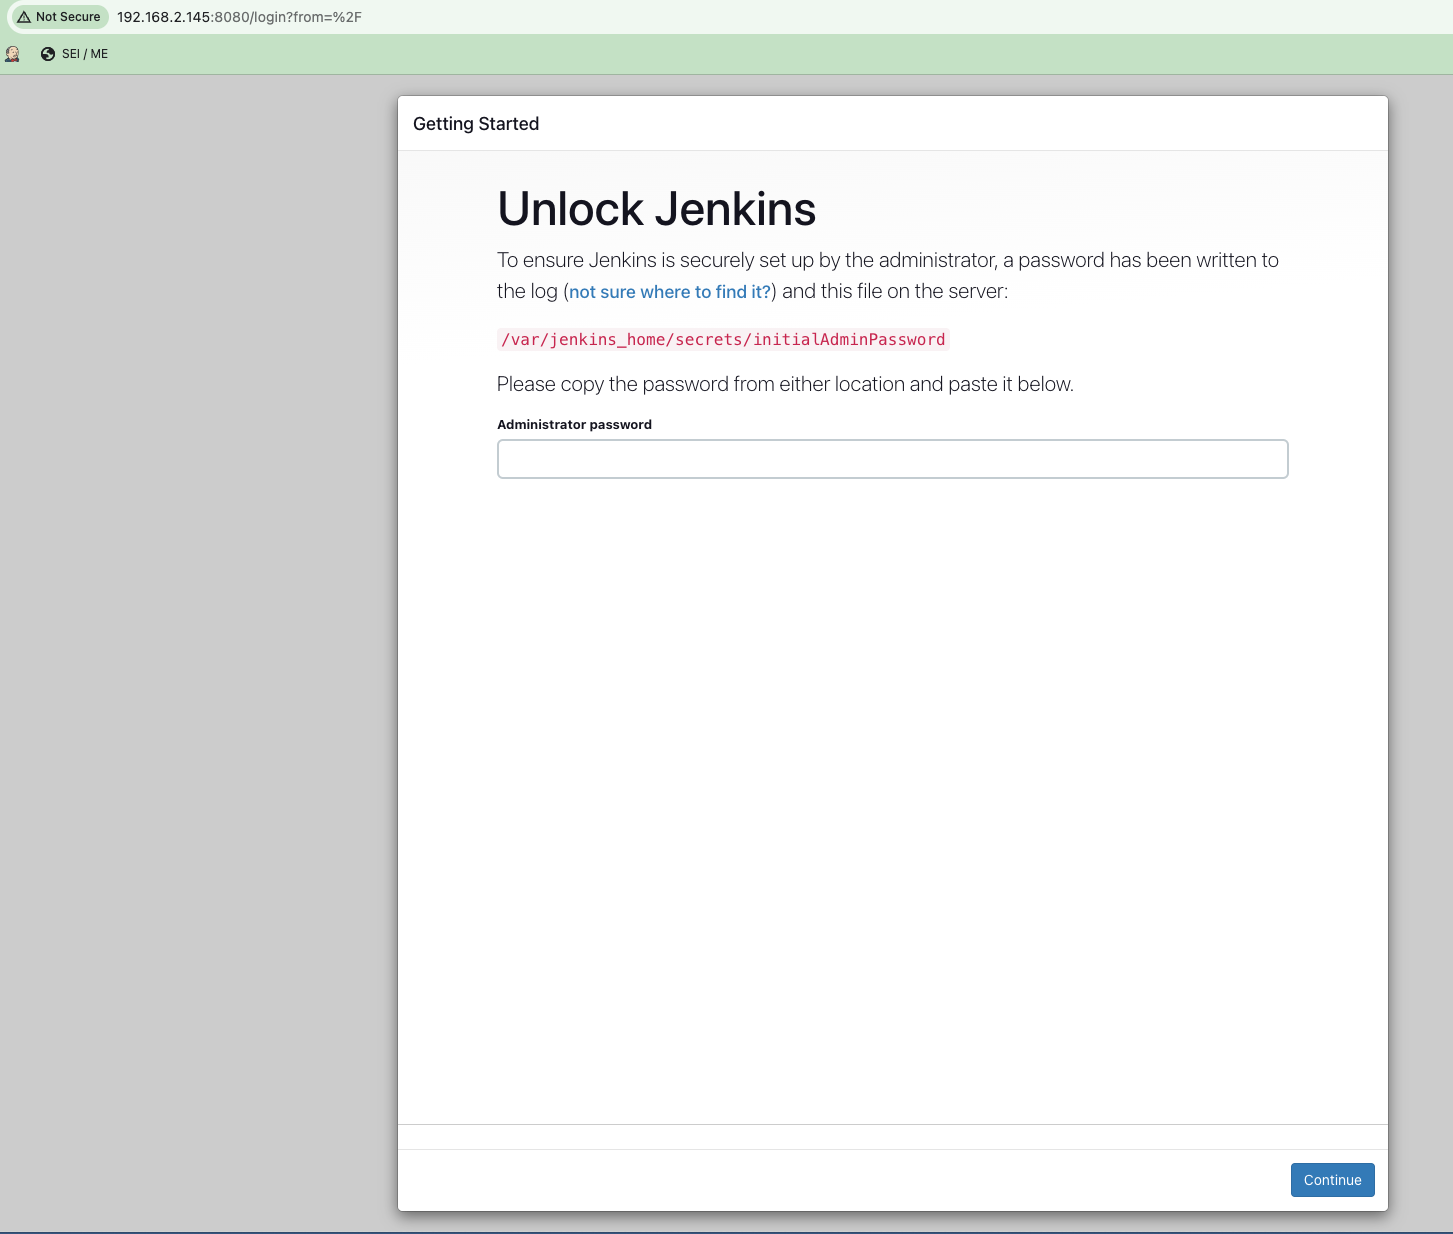 Not Secure 192.168.2.145:8080/login?from=%2F
SEI / ME
Getting Started
Unlock Jenkins
To ensure Jenkins is securely set up by the administrator, a password has been written to
the log (not sure where to find it?) and this file on the server:
/var/jenkins_home/secrets/initialAdminPassword
Please copy the password from either location and paste it below.
Administrator password
Continue